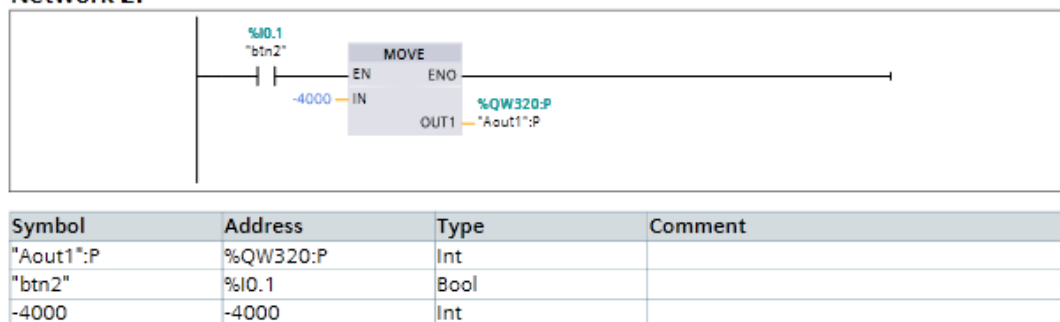 Network 2:
%I0.1
"btn2"
MOVE
EN ENO
-4000 IN
%QW320:P
OUT1 "Aout1":P
Symbol Address Type Comment
"Aout1":P %QW320:P Int
"btn2" %I0.1 Bool
-4000 -4000 Int